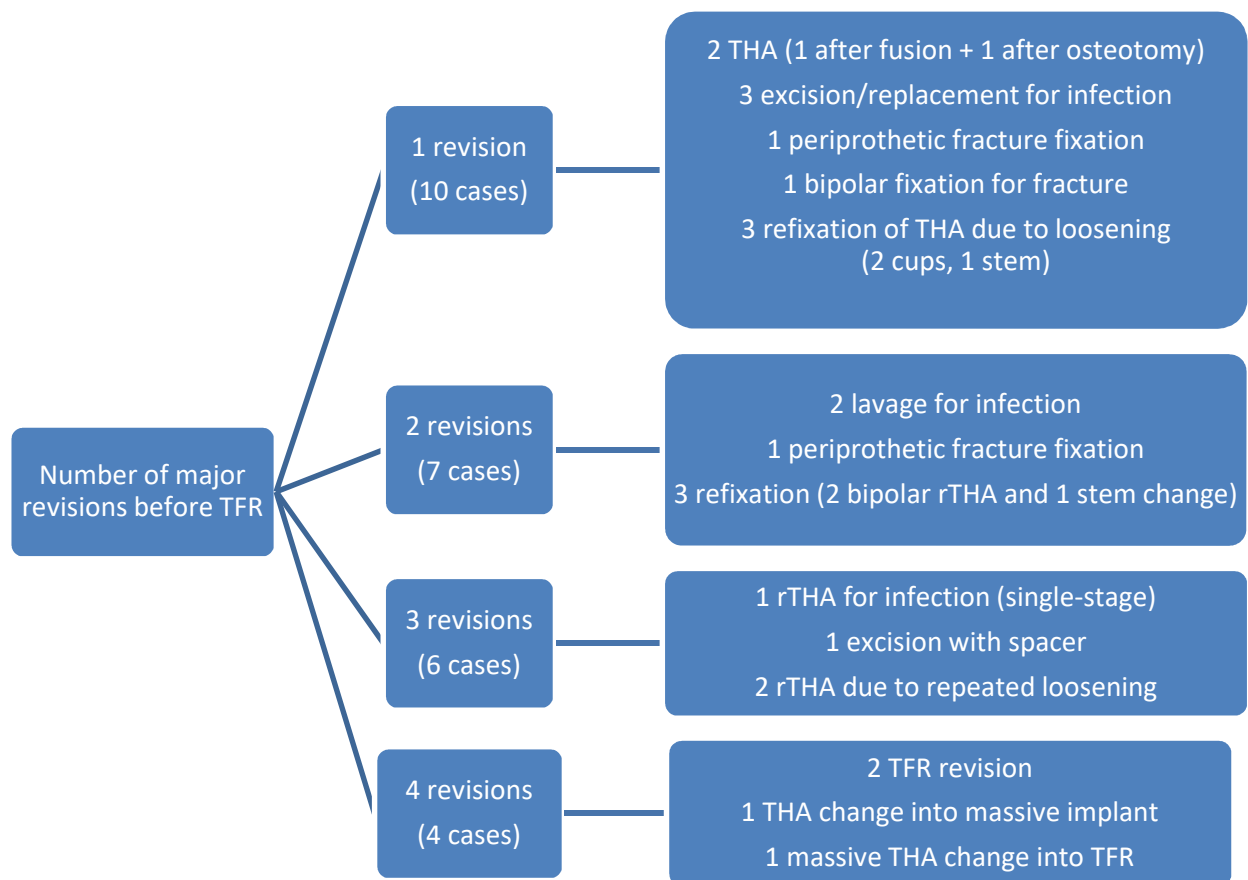 Number of major
revisions before TFR
1 revision
(10 cases)
2 THA (1 after fusion + 1 after osteotomy)
3 excision/replacement for infection
1 periprothetic fracture fixation
1 bipolar fixation for fracture
3 refixation of THA due to loosening
(2 cups, 1 stem)
2 revisions
(7 cases)
2 lavage for infection
1 periprothetic fracture fixation
3 refixation (2 bipolar rTHA and 1 stem change)
3 revisions
(6 cases)
1 rTHA for infection (single-stage)
1 excision with spacer
2 rTHA due to repeated loosening
4 revisions
(4 cases)
2 TFR revision
1 THA change into massive implant
1 massive THA change into TFR